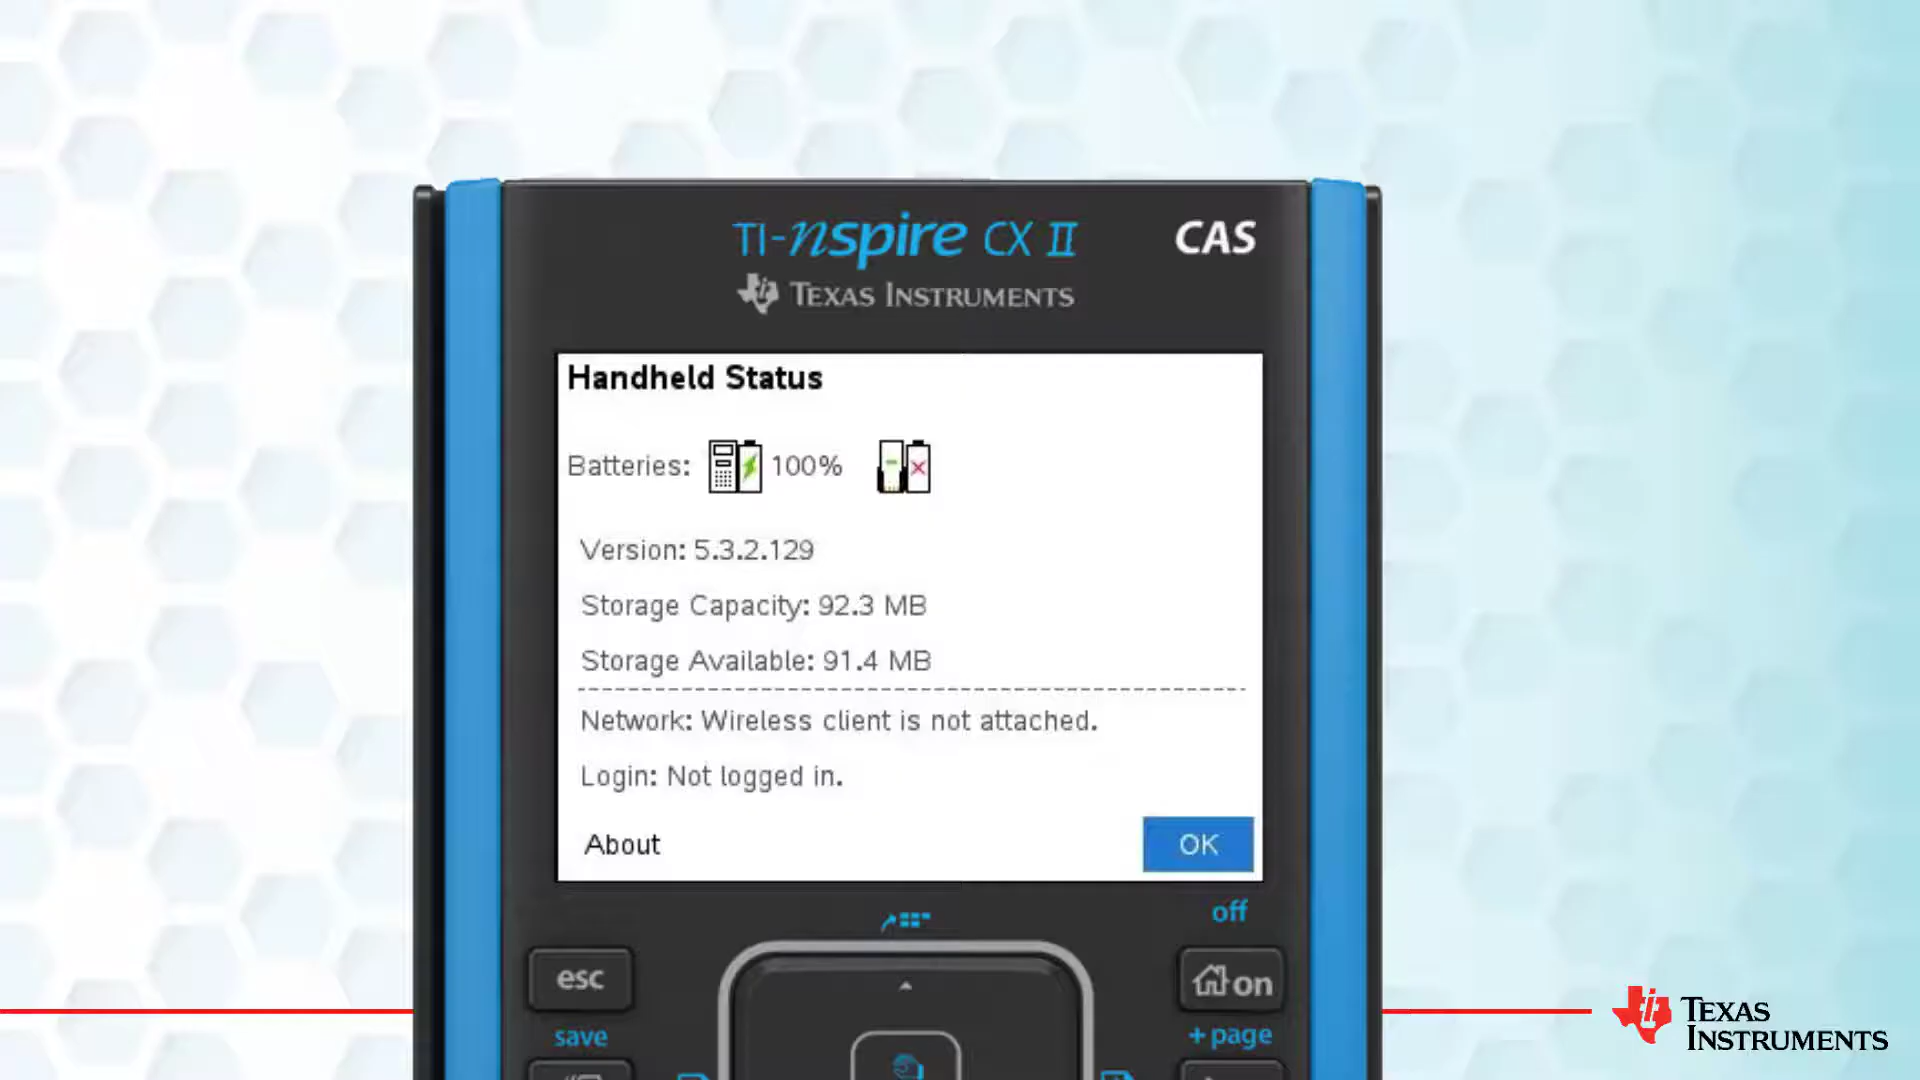 TI-nspire CX II CAS
TEXAS INSTRUMENTS
Handheld Status
Batteries: 100%
Version: 5.3.2.129
Storage Capacity: 92.3 MB
Storage Available: 91.4 MB
Network: Wireless client is not attached.
Login: Not logged in.
About OK
off
esc on
save +page
TEXAS
INSTRUMENTS